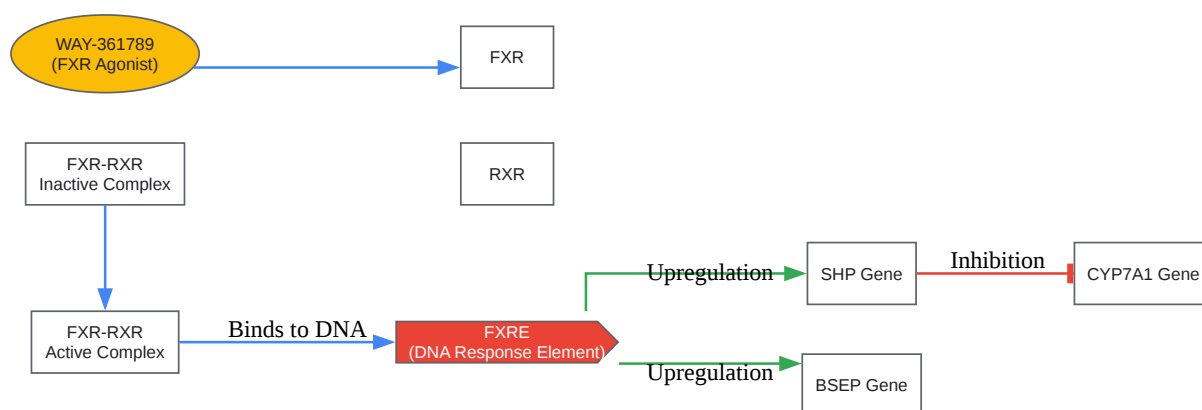 WAY-361789
(FXR Agonist)
FXR
FXR-RXR
Inactive Complex
RXR
Upregulation
SHP Gene
Inhibition
CYP7A1 Gene
FXR-RXR
Active Complex
Binds to DNA
FXRE
(DNA Response Element)
Upregulation
BSEP Gene